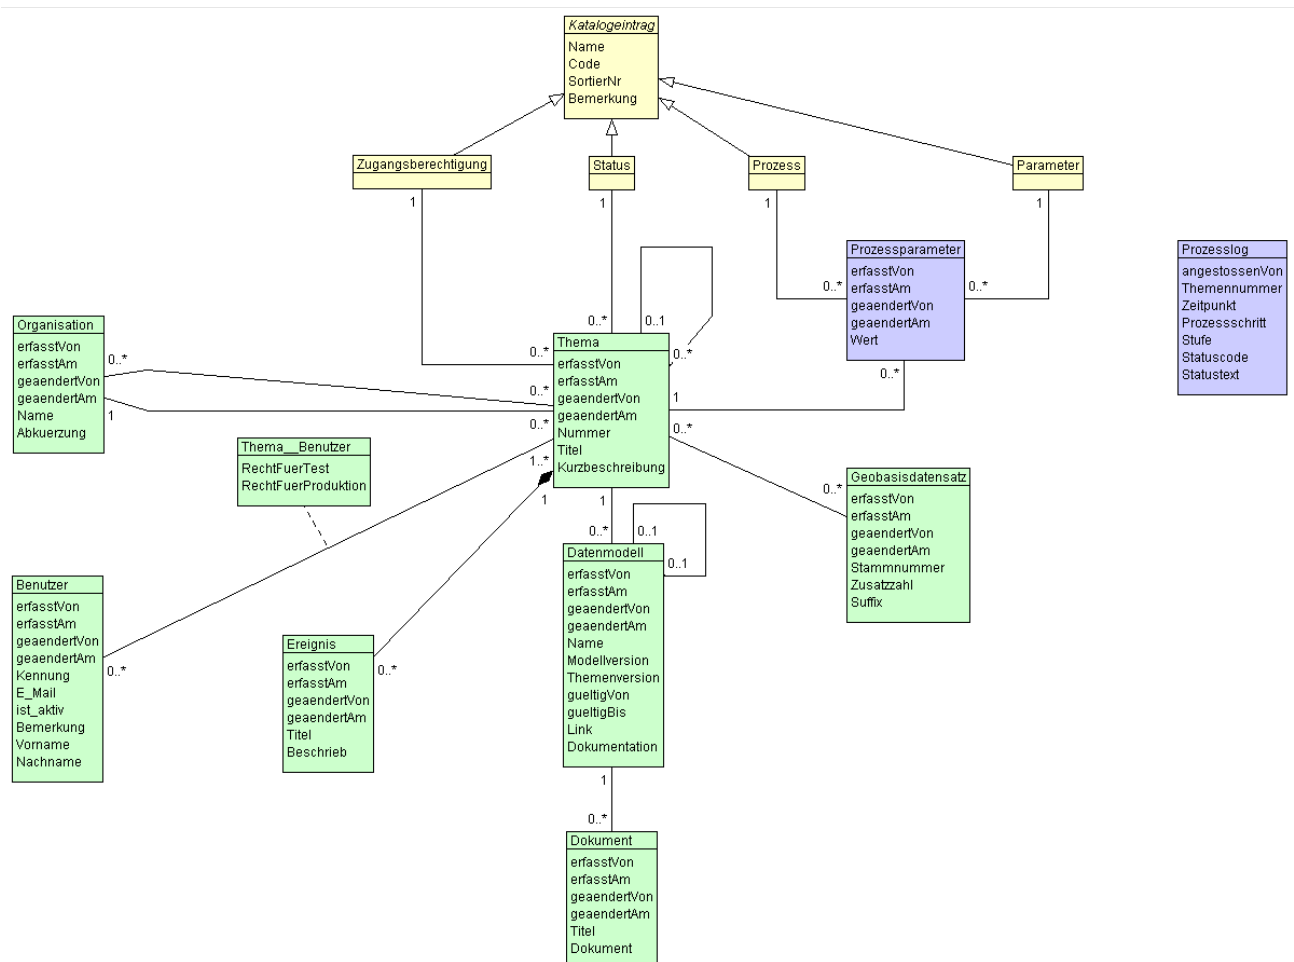 Katalogeintrag
Name
Code
SortierNr
Bemerkung
Zugangsberechtigung
Status
Prozess
Parameter
1
1
1
1
Prozessparameter
erfasstVon
erfasstAm
geaendertVon
geaendertAm
Wert
0..*
0..*
0..*
Prozesslog
angestossenVon
Themennummer
Zeitpunkt
Prozessschritt
Stufe
Statuscode
Statustext
Organisation
erfasstVon
erfasstAm
geaendertVon
geaendertAm
Name
Abkuerzung
0..*
1
0..*
0..1
0..*
0..*
0..*
0..*
1..*
1
1
0..*
1
Thema
erfasstVon
erfasstAm
geaendertVon
geaendertAm
Nummer
Titel
Kurzbeschreibung
Thema__Benutzer
RechtFuerTest
RechtFuerProduktion
Geobasisdatensatz
erfasstVon
erfasstAm
geaendertVon
geaendertAm
Stammnummer
Zusatzzahl
Suffix
0..*
Benutzer
erfasstVon
erfasstAm
geaendertVon
geaendertAm
Kennung
E_Mail
ist_aktiv
Bemerkung
Vorname
Nachname
0..*
Ereignis
erfasstVon
erfasstAm
geaendertVon
geaendertAm
Titel
Beschrieb
0..*
0..*
0..1
0..1
Datenmodell
erfasstVon
erfasstAm
geaendertVon
geaendertAm
Name
Modellversion
Themenversion
gueltigVon
gueltigBis
Link
Dokumentation
1
0..*
Dokument
erfasstVon
erfasstAm
geaendertVon
geaendertAm
Titel
Dokument